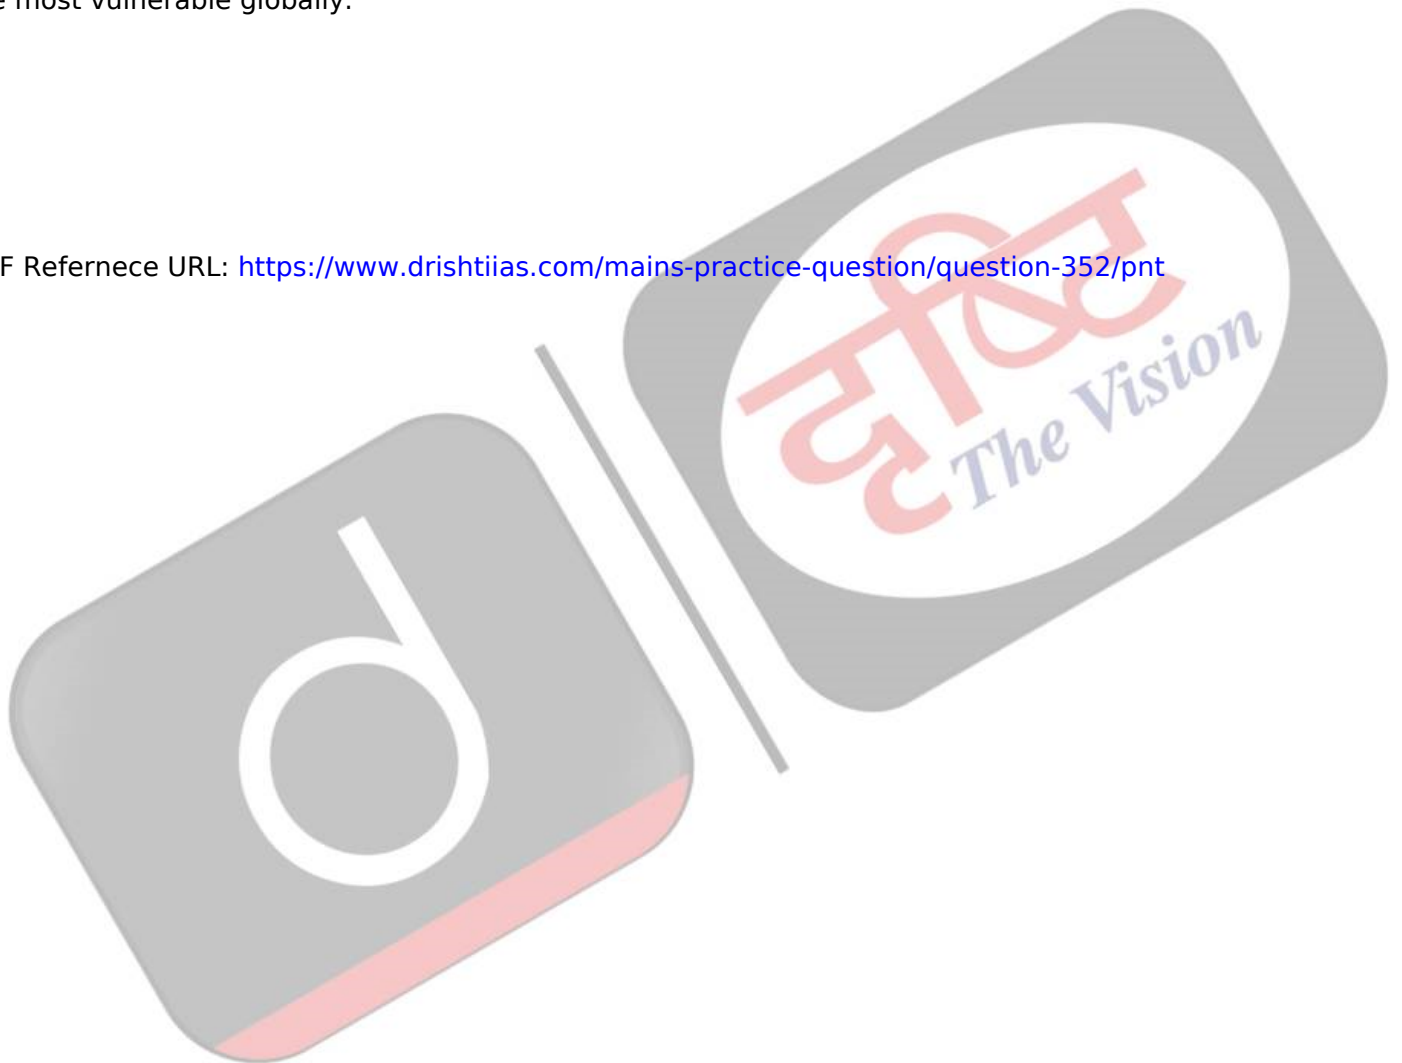 most vulnerable globally.
F Refernece URL: https://www.drishtiias.com/mains-practice-question/question-352/pnt
दृष्टि
The Vision
d